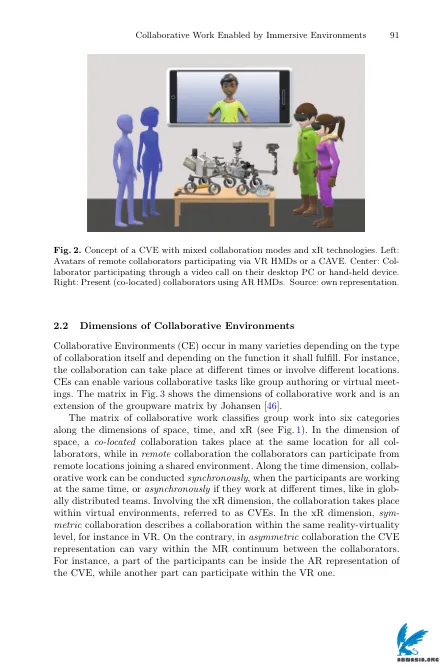 Collaborative Work Enabled by Immersive Environments 91
Fig. 2. Concept of a CVE with mixed collaboration modes and xR technologies. Left:
Avatars of remote collaborators participating via VR HMDs or a CAVE. Center: Col-
laborator participating through a video call on their desktop PC or hand-held device.
Right: Present (co-located) collaborators using AR HMDs. Source: own representation.
2.2 Dimensions of Collaborative Environments
Collaborative Environments (CE) occur in many varieties depending on the type
of collaboration itself and depending on the function it shall fulfill. For instance,
the collaboration can take place at different times or involve different locations.
CEs can enable various collaborative tasks like group authoring or virtual meet-
ings. The matrix in Fig. 3 shows the dimensions of collaborative work and is an
extension of the groupware matrix by Johansen [46].
The matrix of collaborative work classifies group work into six categories
along the dimensions of space, time, and xR (see Fig. 1). In the dimension of
space, a co-located collaboration takes place at the same location for all col-
laborators, while in remote collaboration the collaborators can participate from
remote locations joining a shared environment. Along the time dimension, collab-
orative work can be conducted synchronously, when the participants are working
at the same time, or asynchronously if they work at different times, like in glob-
ally distributed teams. Involving the xR dimension, the collaboration takes place
within virtual environments, referred to as CVEs. In the xR dimension, sym-
metric collaboration describes a collaboration within the same reality-virtuality
level, for instance in VR. On the contrary, in asymmetric collaboration the CVE
representation can vary within the MR continuum between the collaborators.
For instance, a part of the participants can be inside the AR representation of
the CVE, while another part can participate within the VR one.